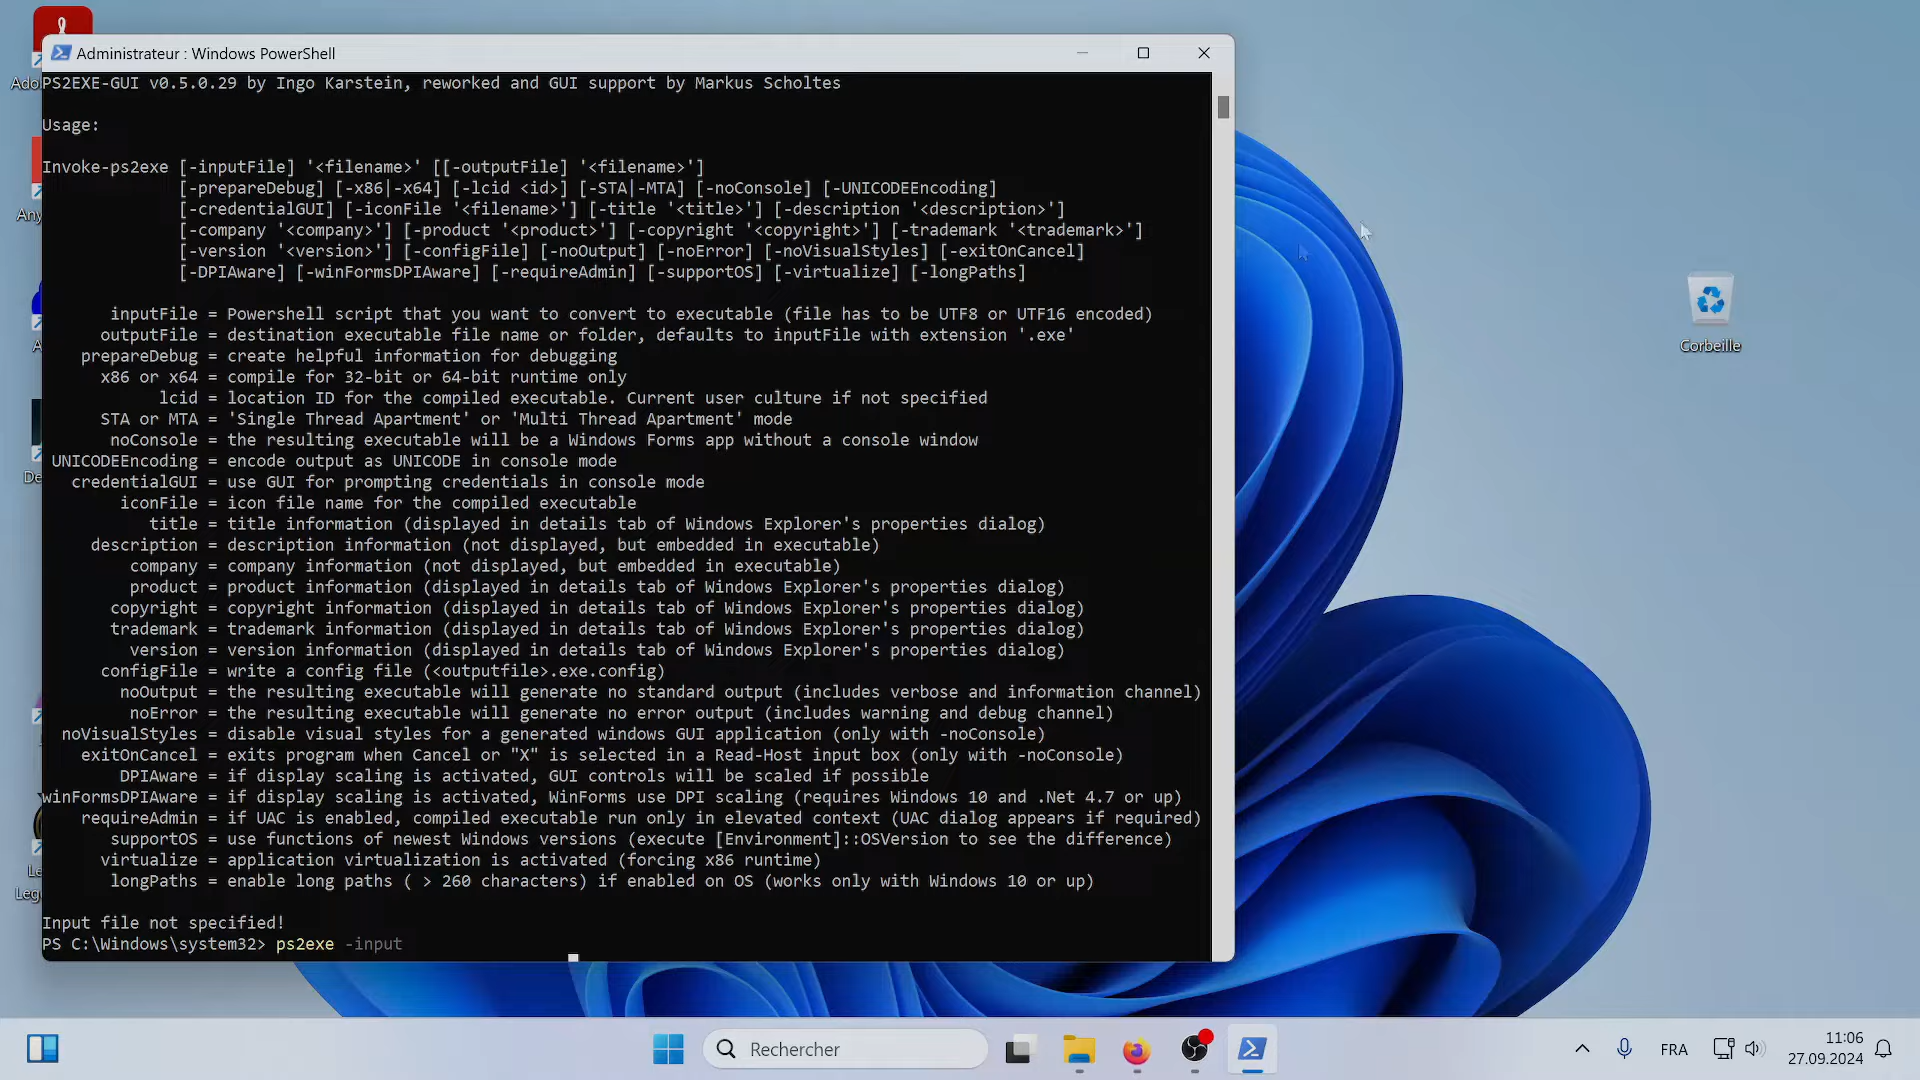 Administrateur : Windows PowerShell
PS2EXE-GUI v0.5.0.29 by Ingo Karstein, reworked and GUI support by Markus Scholtes
Usage:
Invoke-ps2exe [-inputFile] '<filename>' [[-outputFile] '<filename>']
[-prepareDebug] [-x86|-x64] [-lcid <id>] [-STA|-MTA] [-noConsole] [-UNICODEEncoding]
[-credentialGUI] [-iconFile '<filename>'] [-title '<title>'] [-description '<description>']
[-company '<company>'] [-product '<product>'] [-copyright '<copyright>'] [-trademark '<trademark>']
[-version '<version>'] [-configFile] [-noOutput] [-noError] [-noVisualStyles] [-exitOnCancel]
[-DPIAware] [-winFormsDPIAware] [-requireAdmin] [-supportOS] [-virtualize] [-longPaths]
inputFile = Powershell script that you want to convert to executable (file has to be UTF8 or UTF16 encoded)
outputFile = destination executable file name or folder, defaults to inputFile with extension '.exe'
prepareDebug = create helpful information for debugging
x86 or x64 = compile for 32-bit or 64-bit runtime only
lcid = location ID for the compiled executable. Current user culture if not specified
STA or MTA = 'Single Thread Apartment' or 'Multi Thread Apartment' mode
noConsole = the resulting executable will be a Windows Forms app without a console window
UNICODEEncoding = encode output as UNICODE in console mode
credentialGUI = use GUI for prompting credentials in console mode
iconFile = icon file name for the compiled executable
title = title information (displayed in details tab of Windows Explorer's properties dialog)
description = description information (not displayed, but embedded in executable)
company = company information (not displayed, but embedded in executable)
product = product information (displayed in details tab of Windows Explorer's properties dialog)
copyright = copyright information (displayed in details tab of Windows Explorer's properties dialog)
trademark = trademark information (displayed in details tab of Windows Explorer's properties dialog)
version = version information (displayed in details tab of Windows Explorer's properties dialog)
configFile = write a config file (<outputfile>.exe.config)
noOutput = the resulting executable will generate no standard output (includes verbose and information channel)
noError = the resulting executable will generate no error output (includes warning and debug channel)
noVisualStyles = disable visual styles for a generated windows GUI application (only with -noConsole)
exitOnCancel = exits program when Cancel or "X" is selected in a Read-Host input box (only with -noConsole)
DPIAware = if display scaling is activated, GUI controls will be scaled if possible
winFormsDPIAware = if display scaling is activated, WinForms use DPI scaling (requires Windows 10 and .Net 4.7 or up)
requireAdmin = if UAC is enabled, compiled executable run only in elevated context (UAC dialog appears if required)
supportOS = use functions of newest Windows versions (execute [Environment]::OSVersion to see the difference)
virtualize = application virtualization is activated (forcing x86 runtime)
longPaths = enable long paths ( > 260 characters) if enabled on OS (works only with Windows 10 or up)
Input file not specified!
PS C:\Windows\system32> ps2exe -input
Ado
Any
A
De
Le
Leg
Corbeille
Rechercher
FRA
11:06
27.09.2024